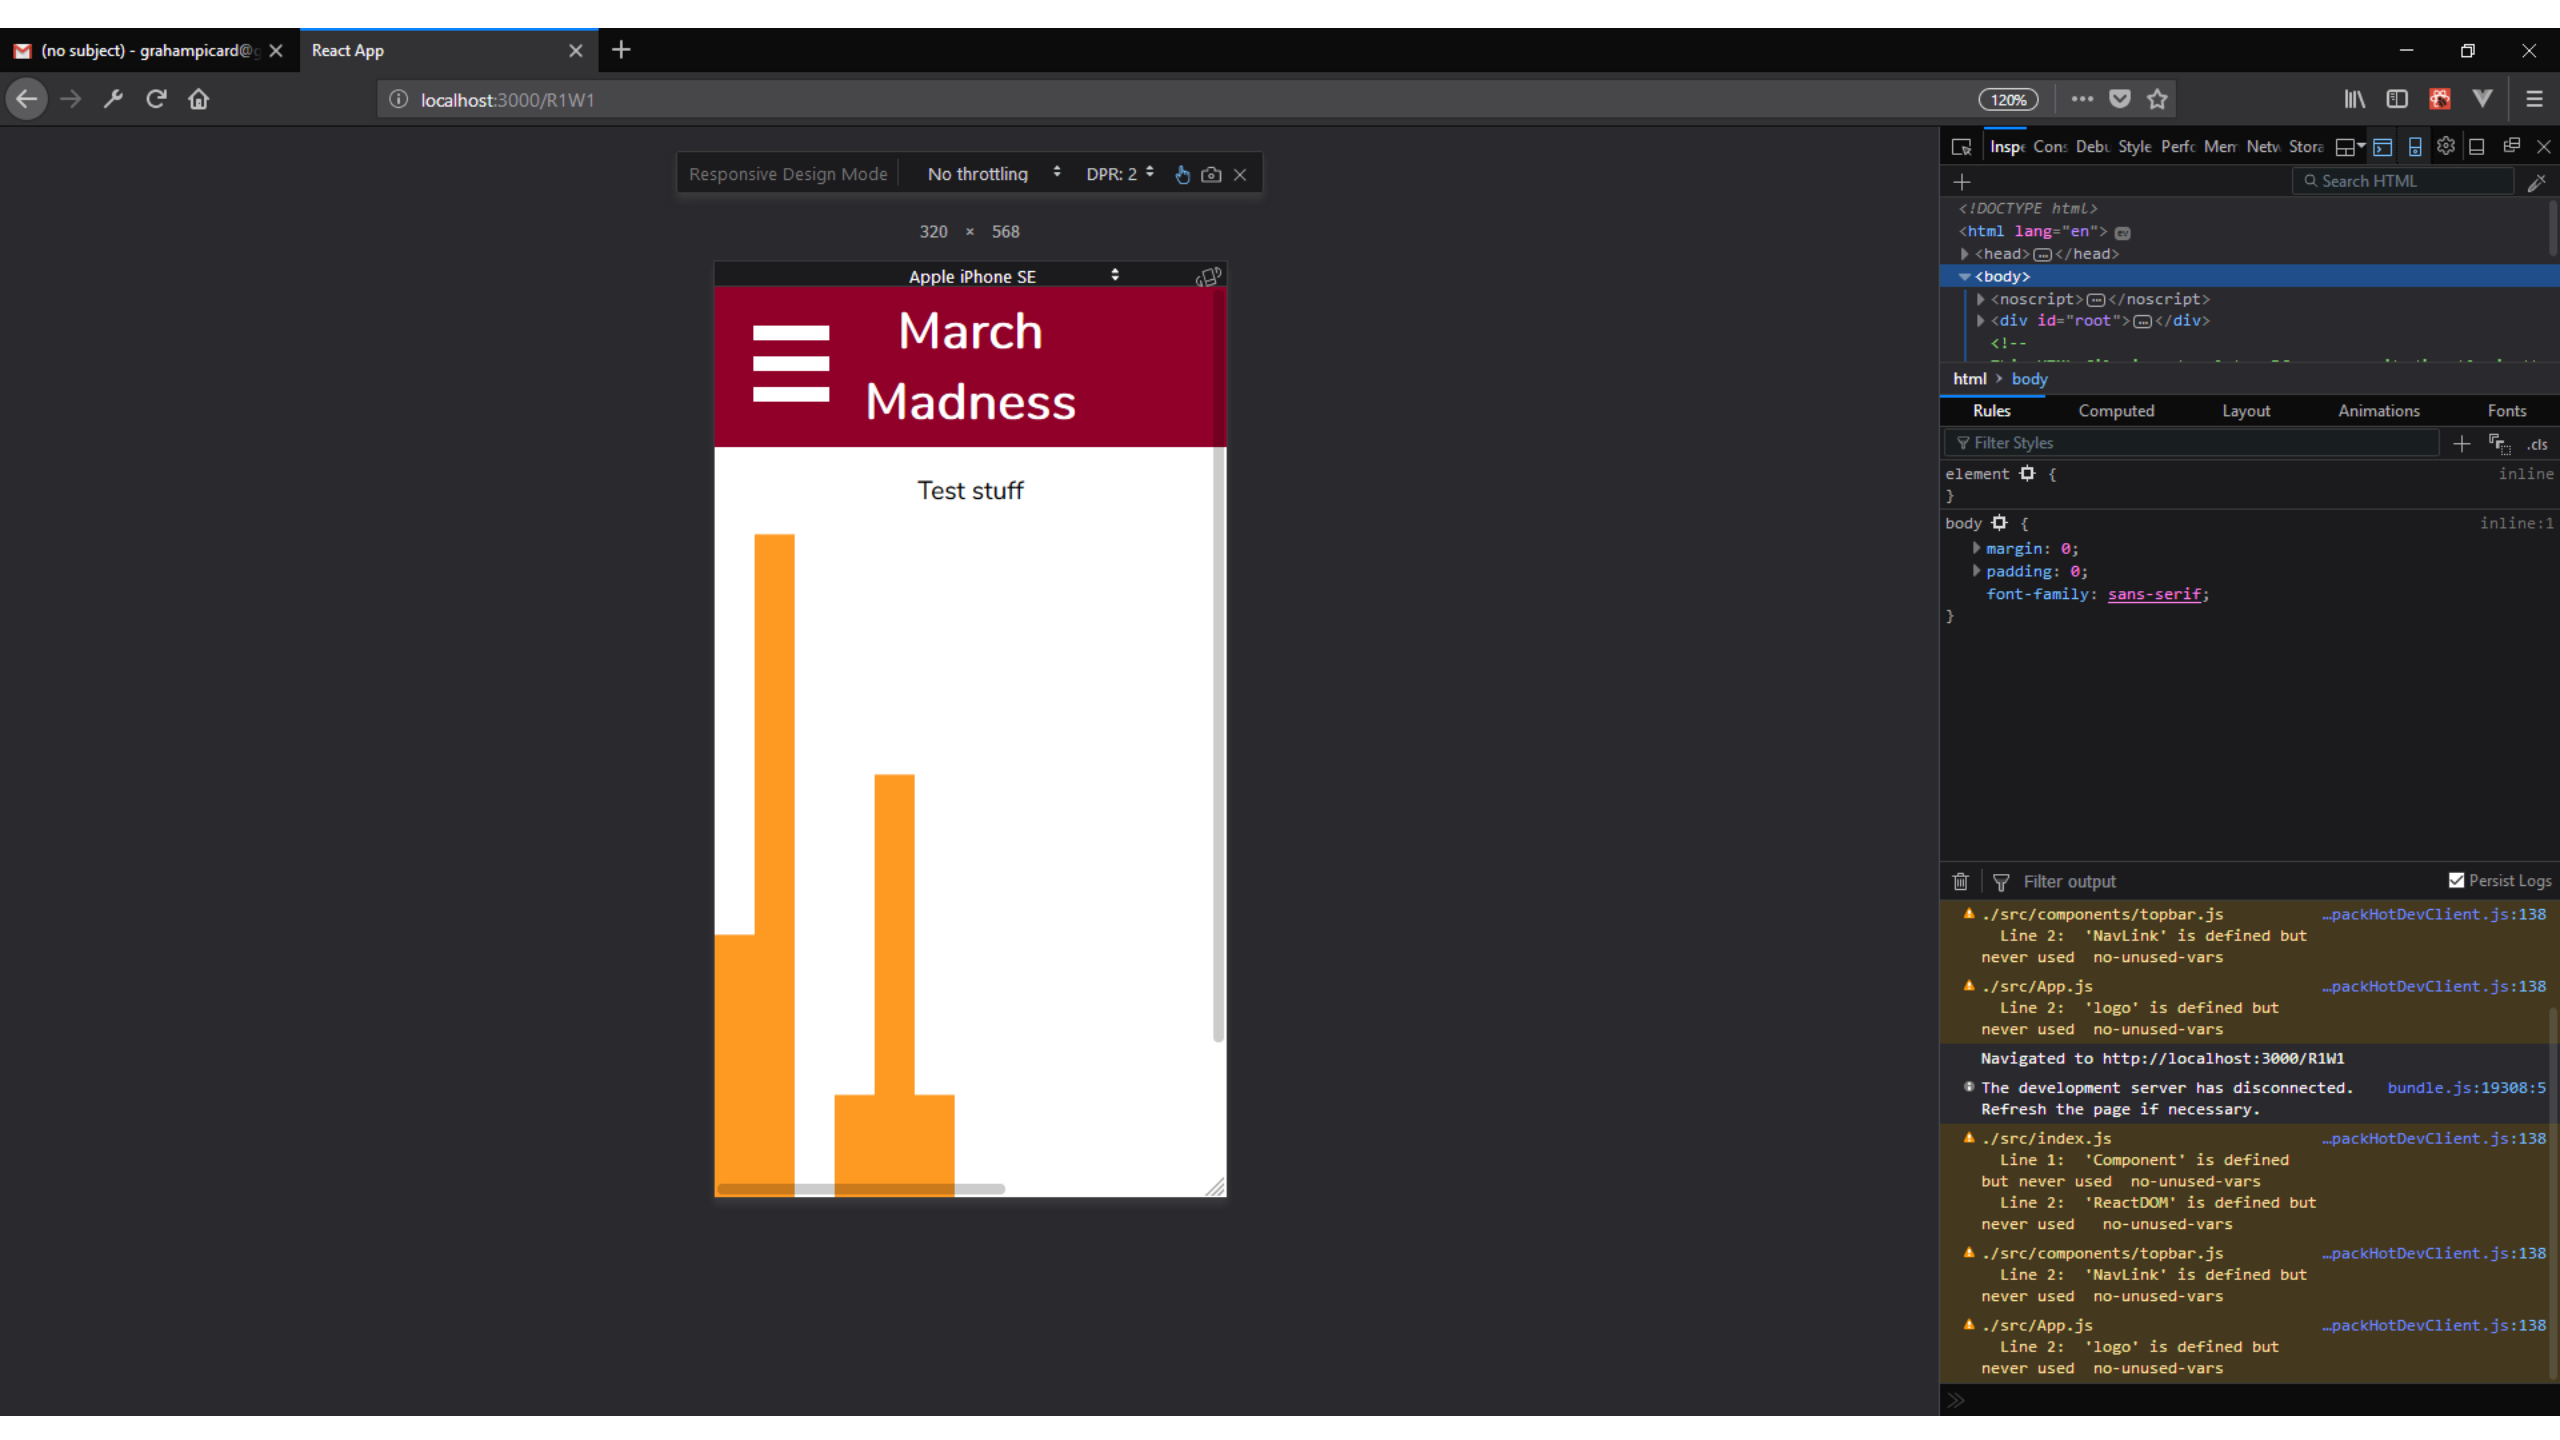 (no subject) - grahampicard@g
React App
localhost:3000/R1W1
120%
Responsive Design Mode No throttling DPR: 2
320 × 568
Apple iPhone SE
March
Madness
Test stuff
Inspe Cons Debu Style Perfo Mem Netw Stora
Search HTML
<!DOCTYPE html>
<html lang="en"> ev
<head></head>
<body>
<noscript></noscript>
<div id="root"></div>
<!--
html > body
Rules Computed Layout Animations Fonts
Filter Styles .cls
element { inline
}
body { inline:1
margin: 0;
padding: 0;
font-family: sans-serif;
}
Filter output Persist Logs
./src/components/topbar.js …packHotDevClient.js:138
Line 2: 'NavLink' is defined but
never used no-unused-vars
./src/App.js …packHotDevClient.js:138
Line 2: 'logo' is defined but
never used no-unused-vars
Navigated to http://localhost:3000/R1W1
The development server has disconnected. bundle.js:19308:5
Refresh the page if necessary.
./src/index.js …packHotDevClient.js:138
Line 1: 'Component' is defined
but never used no-unused-vars
Line 2: 'ReactDOM' is defined but
never used no-unused-vars
./src/components/topbar.js …packHotDevClient.js:138
Line 2: 'NavLink' is defined but
never used no-unused-vars
./src/App.js …packHotDevClient.js:138
Line 2: 'logo' is defined but
never used no-unused-vars